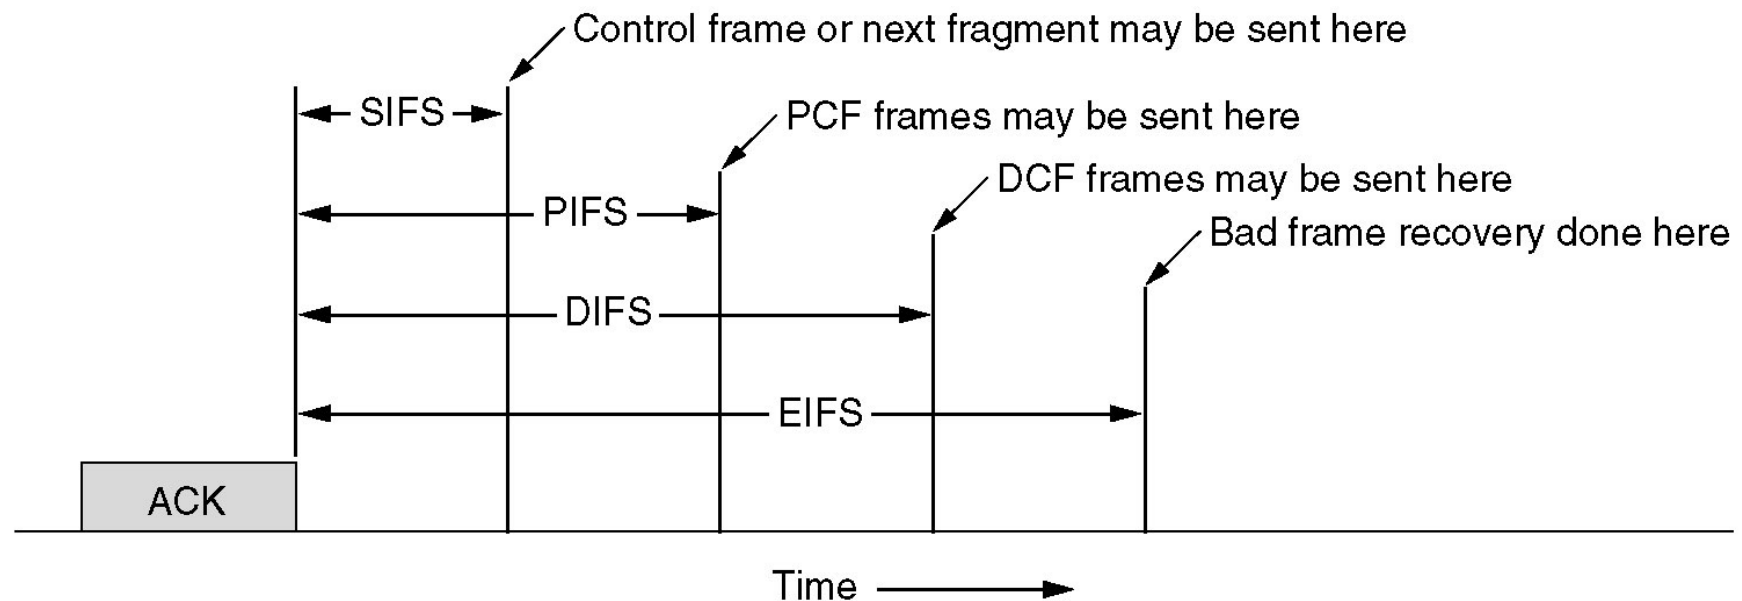 Control frame or next fragment may be sent here
SIFS
PCF frames may be sent here
DCF frames may be sent here
PIFS
Bad frame recovery done here
DIFS
EIFS
ACK
Time